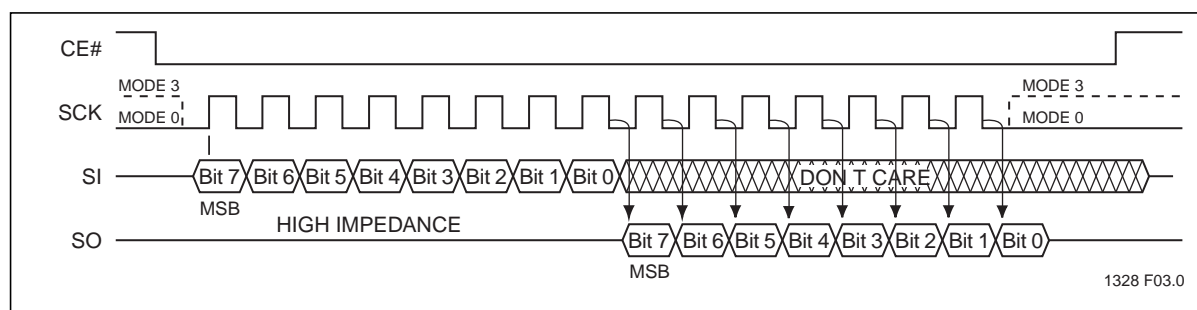 CE#
MODE 3
MODE 3
SCK
MODE 0
MODE 0
SI
Bit 7 Bit 6 Bit 5 Bit 4 Bit 3 Bit 2 Bit 1 Bit 0
DON T CARE
MSB
HIGH IMPEDANCE
SO
Bit 7 Bit 6 Bit 5 Bit 4 Bit 3 Bit 2 Bit 1 Bit 0
MSB
1328 F03.0